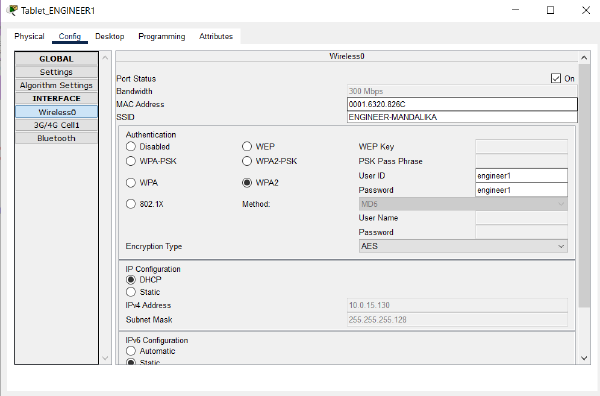 Tablet_ENGINEER1
Physical Config Desktop Programming Attributes
GLOBAL
Settings
Algorithm Settings
INTERFACE
Wireless0
3G/4G Cell1
Bluetooth
Wireless0
Port Status On
Bandwidth 300 Mbps
MAC Address 0001.6320.826C
SSID ENGINEER-MANDALIKA
Authentication
Disabled WEP WEP Key
WPA-PSK WPA2-PSK PSK Pass Phrase
User ID engineer1
WPA WPA2 Password engineer1
802.1X Method: MD5
User Name
Password
Encryption Type AES
IP Configuration
DHCP
Static
IPv4 Address 10.0.15.130
Subnet Mask 255.255.255.128
IPv6 Configuration
Automatic
Static